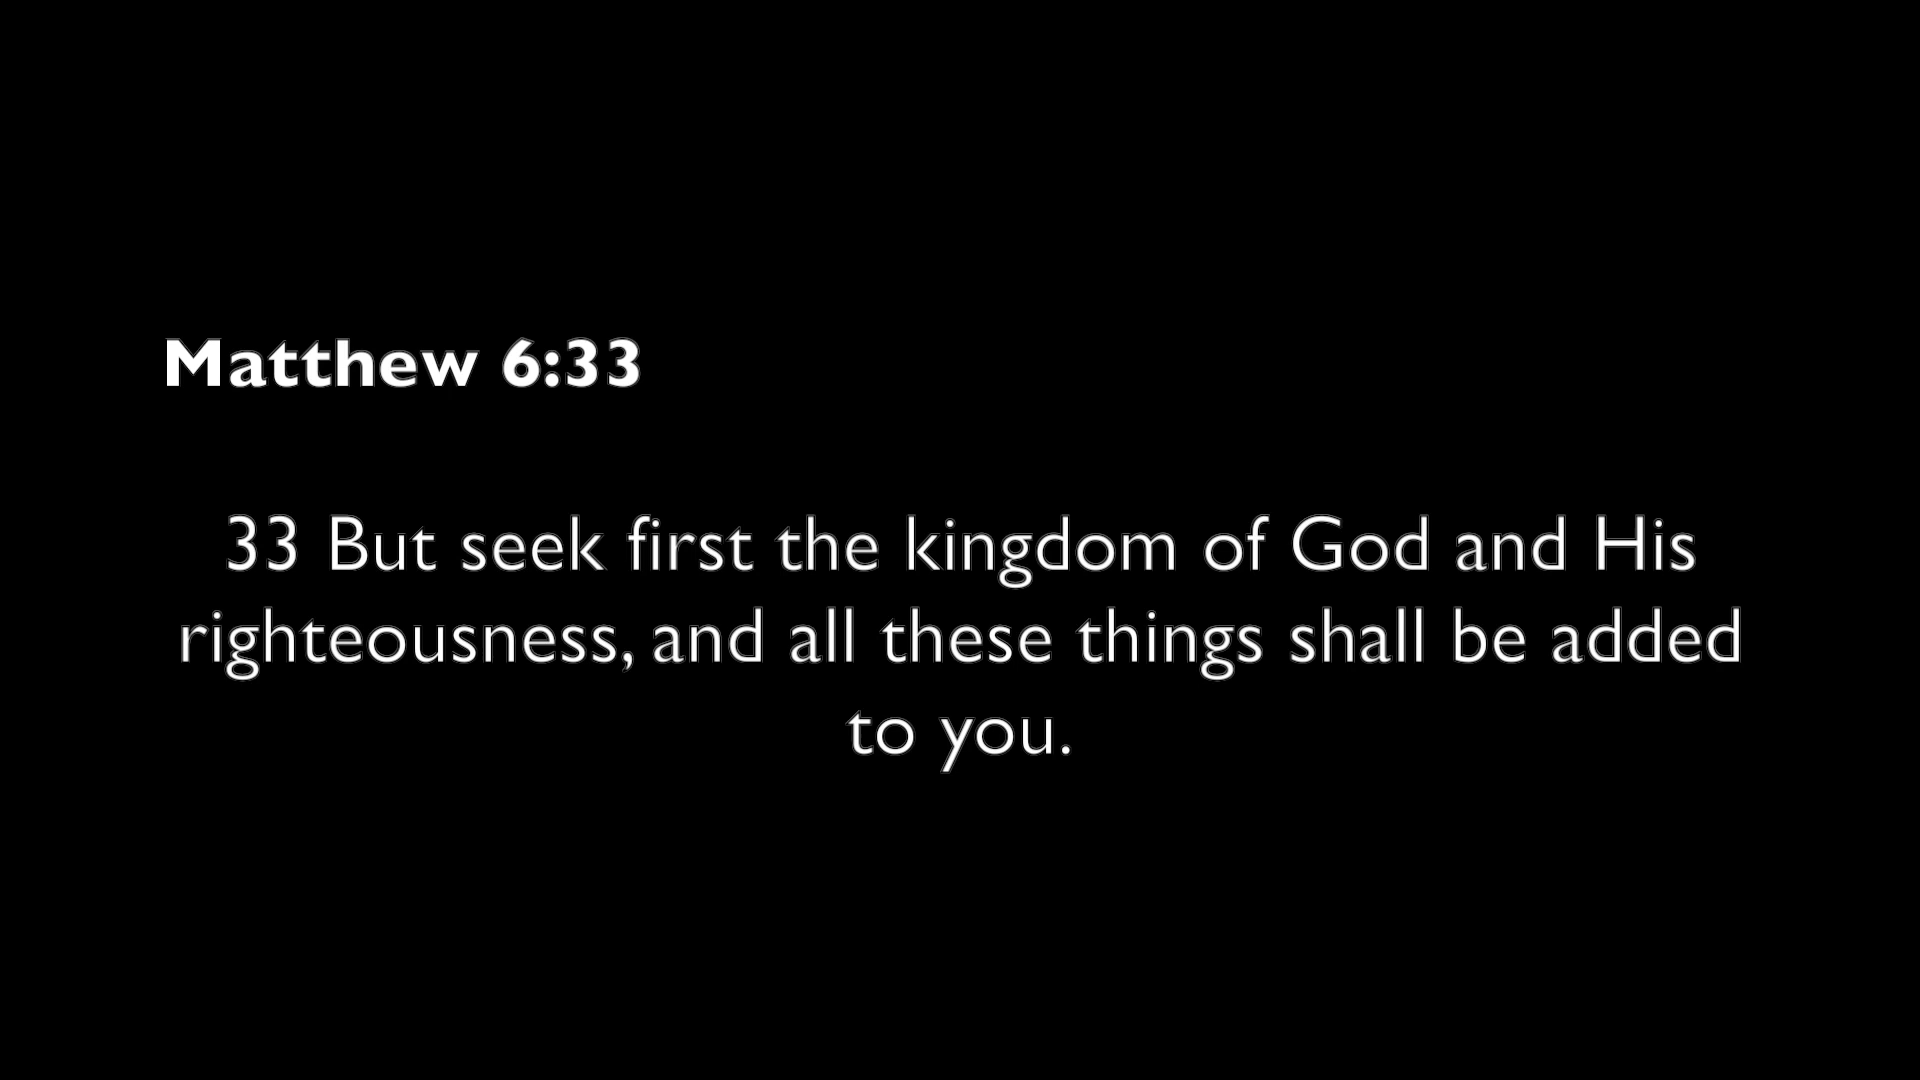 Matthew 6:33
33 But seek first the kingdom of God and His
righteousness, and all these things shall be added
to you.